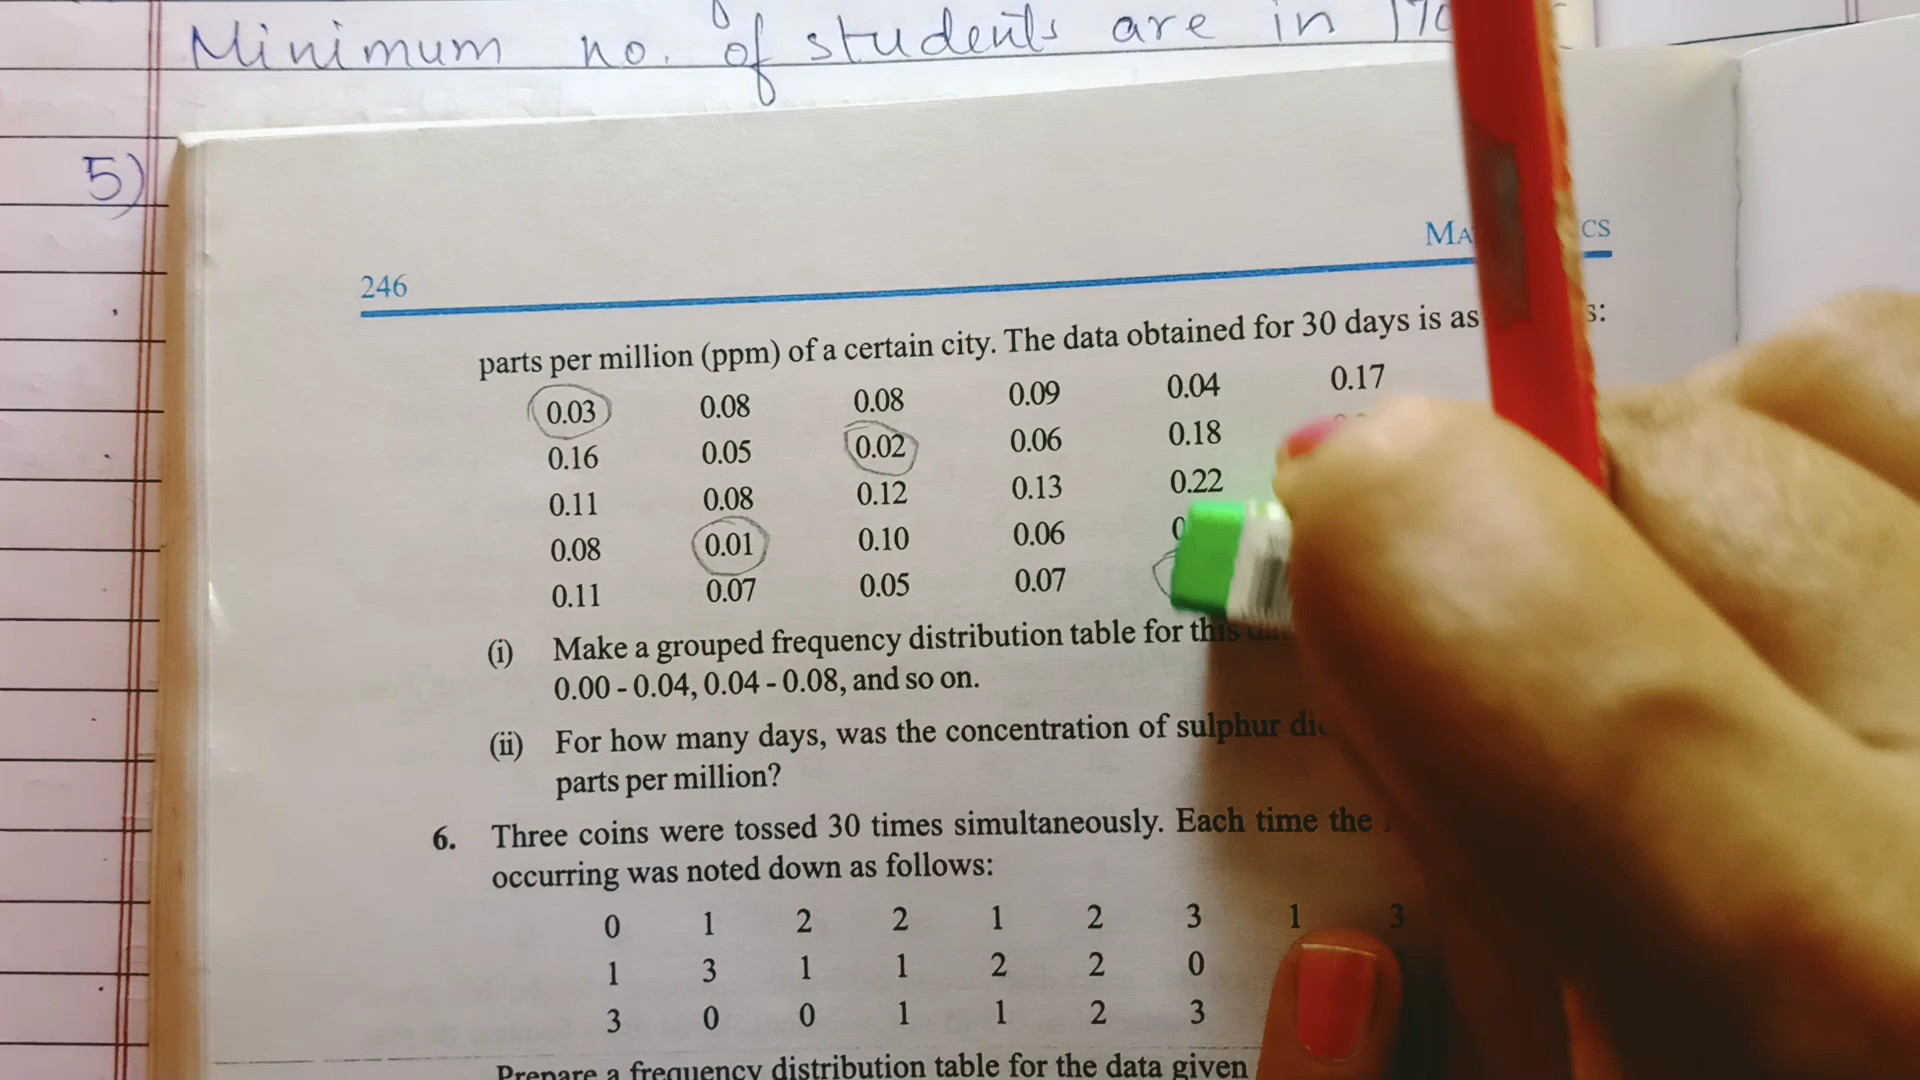 Minimum no. of students are in
5)
246
parts per million (ppm) of a certain city. The data obtained for 30 days is as
0.03 0.08 0.08 0.09 0.04 0.17
0.16 0.05 0.02 0.06 0.18
0.11 0.08 0.12 0.13 0.22
0.08 0.01 0.10 0.06
0.11 0.07 0.05 0.07
(i) Make a grouped frequency distribution table for this
0.00 - 0.04, 0.04 - 0.08, and so on.
(ii) For how many days, was the concentration of sulphur
parts per million?
6. Three coins were tossed 30 times simultaneously. Each time the
occurring was noted down as follows:
0 1 2 2 1 2 3 1 3
1 3 1 1 2 2 0
3 0 0 1 1 2 3
Prepare a frequency distribution table for the data given